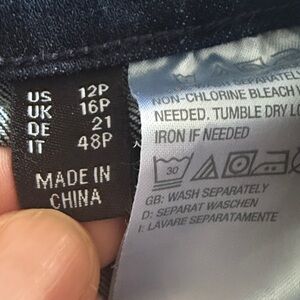 US 12P
UK 16P
DE 21
IT 48P
MADE IN
CHINA
SEPARATELY
NON-CHLORINE BLEACH
NEEDED. TUMBLE DRY
IRON IF NEEDED
30
GB: WASH SEPARATELY
D: SEPARAT WASCHEN
I: LAVARE SEPARATAMENTE